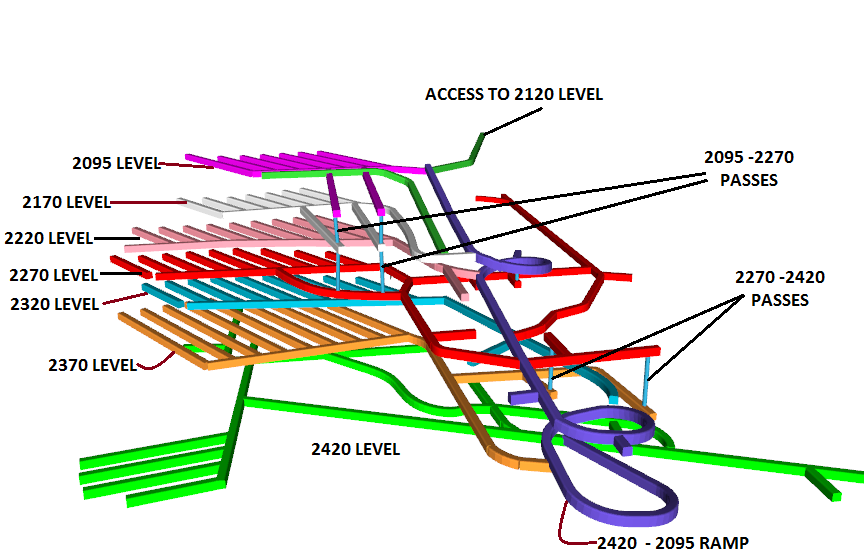 ACCESS TO 2120 LEVEL
2095 LEVEL
2095 -2270
PASSES
2170 LEVEL
2220 LEVEL
2270 LEVEL
2320 LEVEL
2270 -2420
PASSES
2370 LEVEL
2420 LEVEL
2420 - 2095 RAMP